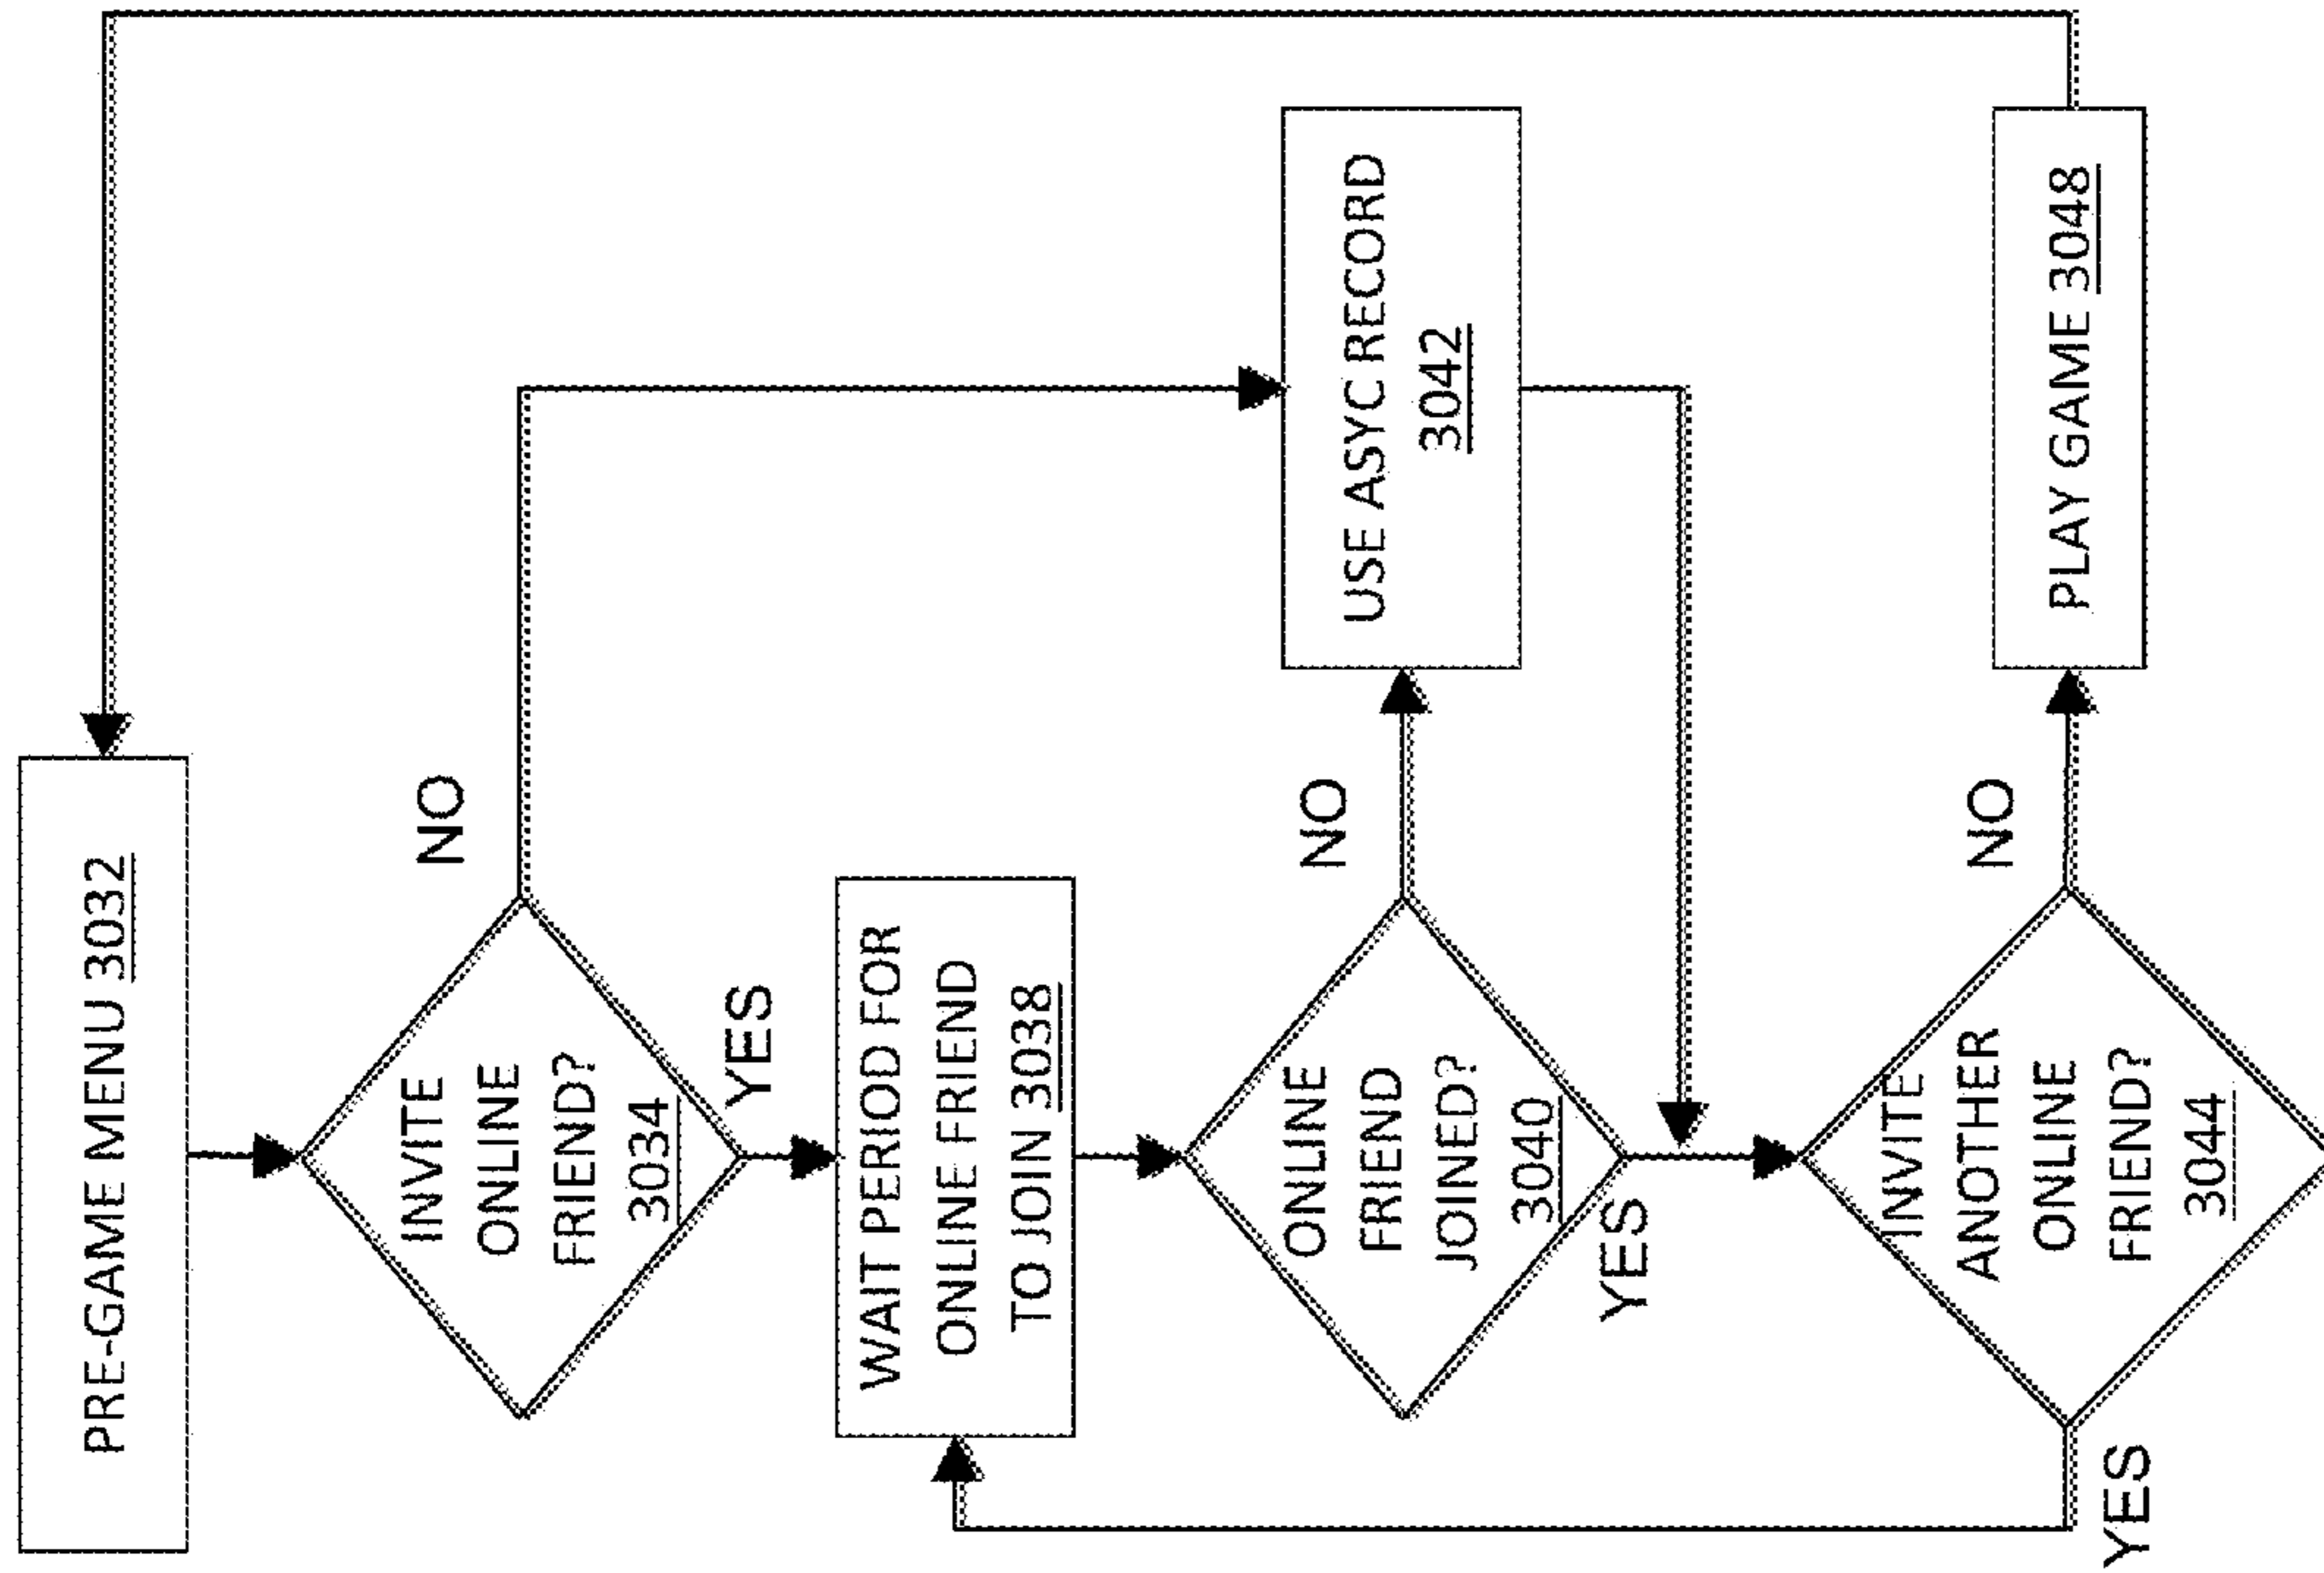 PRE-GAME MENU 3032
INVITE
ONLINE
FRIEND?
3034
NO
YES
WAIT PERIOD FOR
ONLINE FRIEND
TO JOIN 3038
ONLINE
FRIEND
JOINED?
3040
NO
YES
USE ASYC RECORD
3042
INVITE
ANOTHER
ONLINE
FRIEND?
3044
NO
YES
PLAY GAME 3048